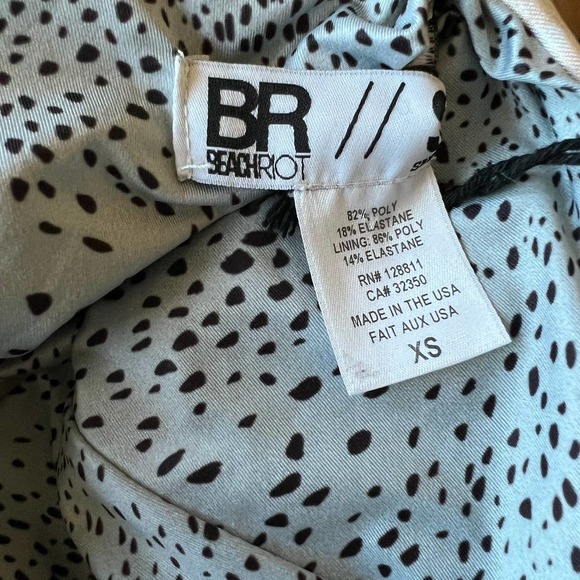 BR //
BEACHRIOT
82% POLY
18% ELASTANE
LINING: 86% POLY
14% ELASTANE
RN# 128811
CA# 32350
MADE IN THE USA
FAIT AUX USA
XS